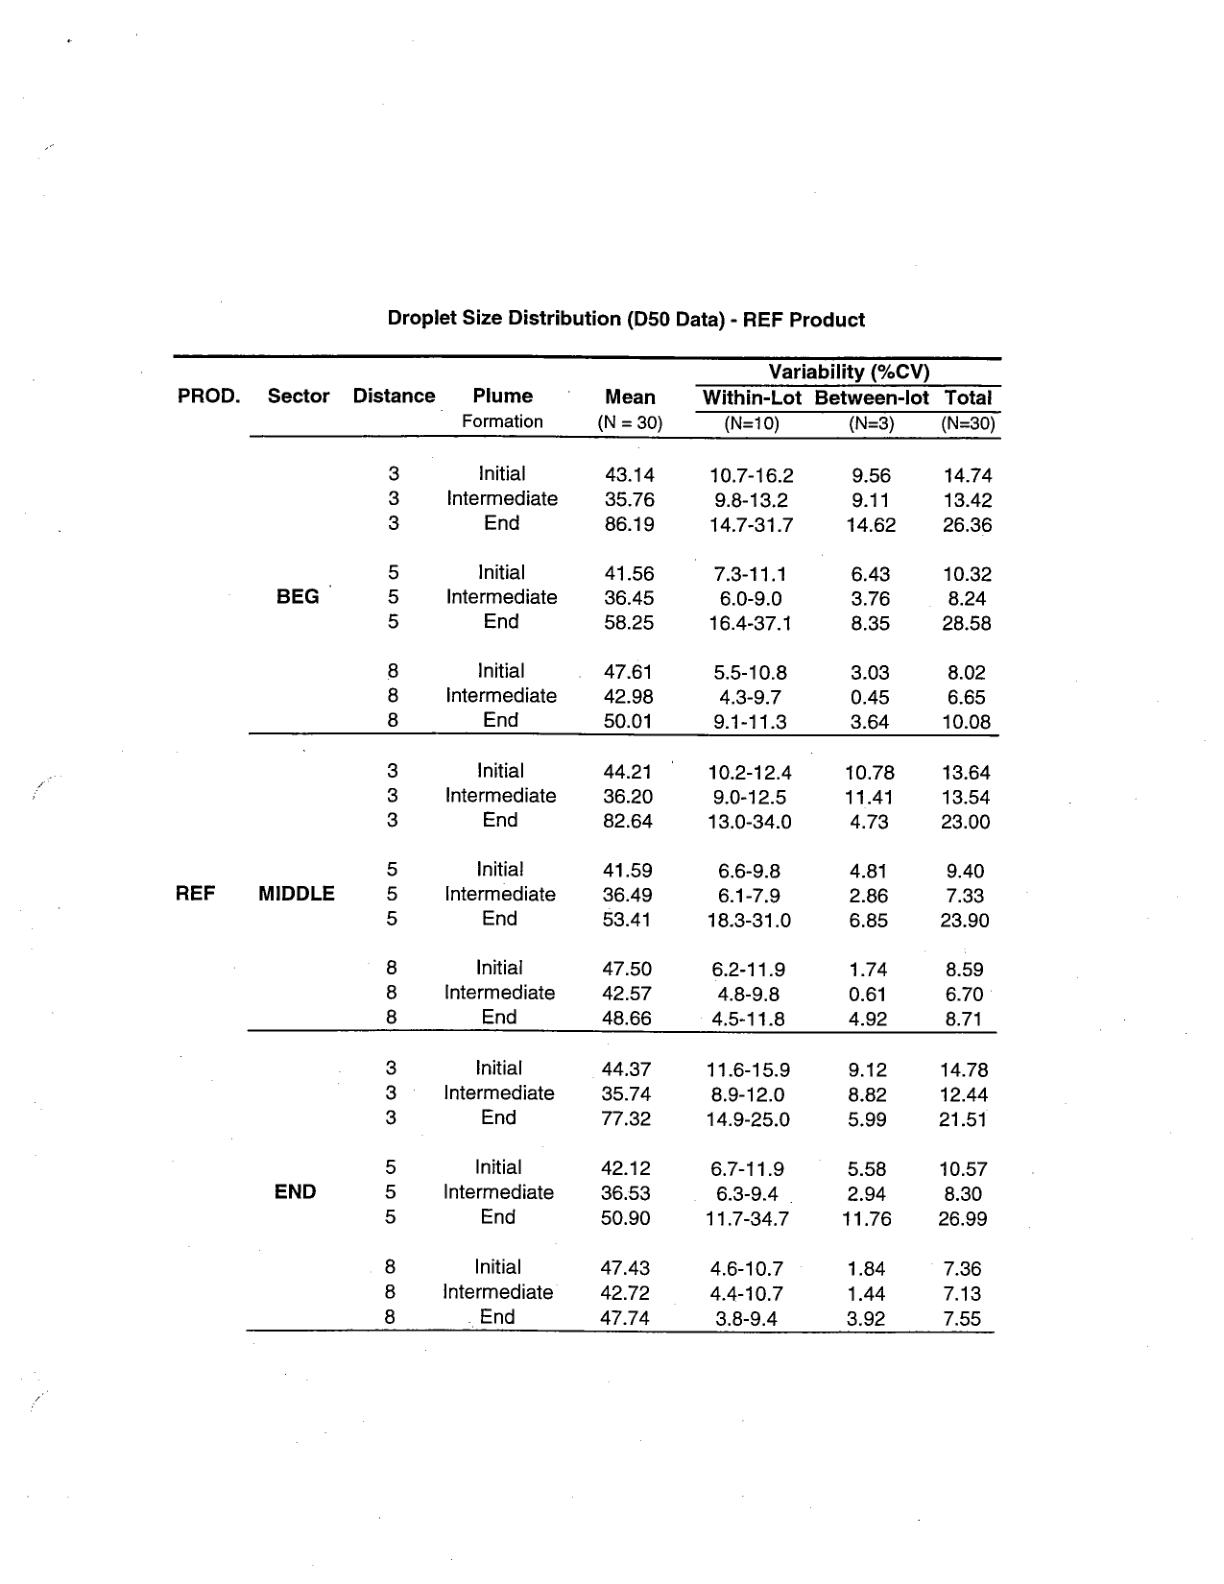 Droplet Size Distribution (D50 Data) - REF Product
Variability (%CV)
PROD. Sector Distance Plume Mean Within-Lot Between-lot Total
Formation (N = 30) (N=10) (N=3) (N=30)
3 Initial 43.14 10.7-16.2 9.56 14.74
3 Intermediate 35.76 9.8-13.2 9.11 13.42
3 End 86.19 14.7-31.7 14.62 26.36
5 Initial 41.56 7.3-11.1 6.43 10.32
BEG 5 Intermediate 36.45 6.0-9.0 3.76 8.24
5 End 58.25 16.4-37.1 8.35 28.58
8 Initial 47.61 5.5-10.8 3.03 8.02
8 Intermediate 42.98 4.3-9.7 0.45 6.65
8 End 50.01 9.1-11.3 3.64 10.08
3 Initial 44.21 10.2-12.4 10.78 13.64
3 Intermediate 36.20 9.0-12.5 11.41 13.54
3 End 82.64 13.0-34.0 4.73 23.00
5 Initial 41.59 6.6-9.8 4.81 9.40
REF MIDDLE 5 Intermediate 36.49 6.1-7.9 2.86 7.33
5 End 53.41 18.3-31.0 6.85 23.90
8 Initial 47.50 6.2-11.9 1.74 8.59
8 Intermediate 42.57 4.8-9.8 0.61 6.70
8 End 48.66 4.5-11.8 4.92 8.71
3 Initial 44.37 11.6-15.9 9.12 14.78
3 Intermediate 35.74 8.9-12.0 8.82 12.44
3 End 77.32 14.9-25.0 5.99 21.51
5 Initial 42.12 6.7-11.9 5.58 10.57
END 5 Intermediate 36.53 6.3-9.4 2.94 8.30
5 End 50.90 11.7-34.7 11.76 26.99
8 Initial 47.43 4.6-10.7 1.84 7.36
8 Intermediate 42.72 4.4-10.7 1.44 7.13
8 End 47.74 3.8-9.4 3.92 7.55